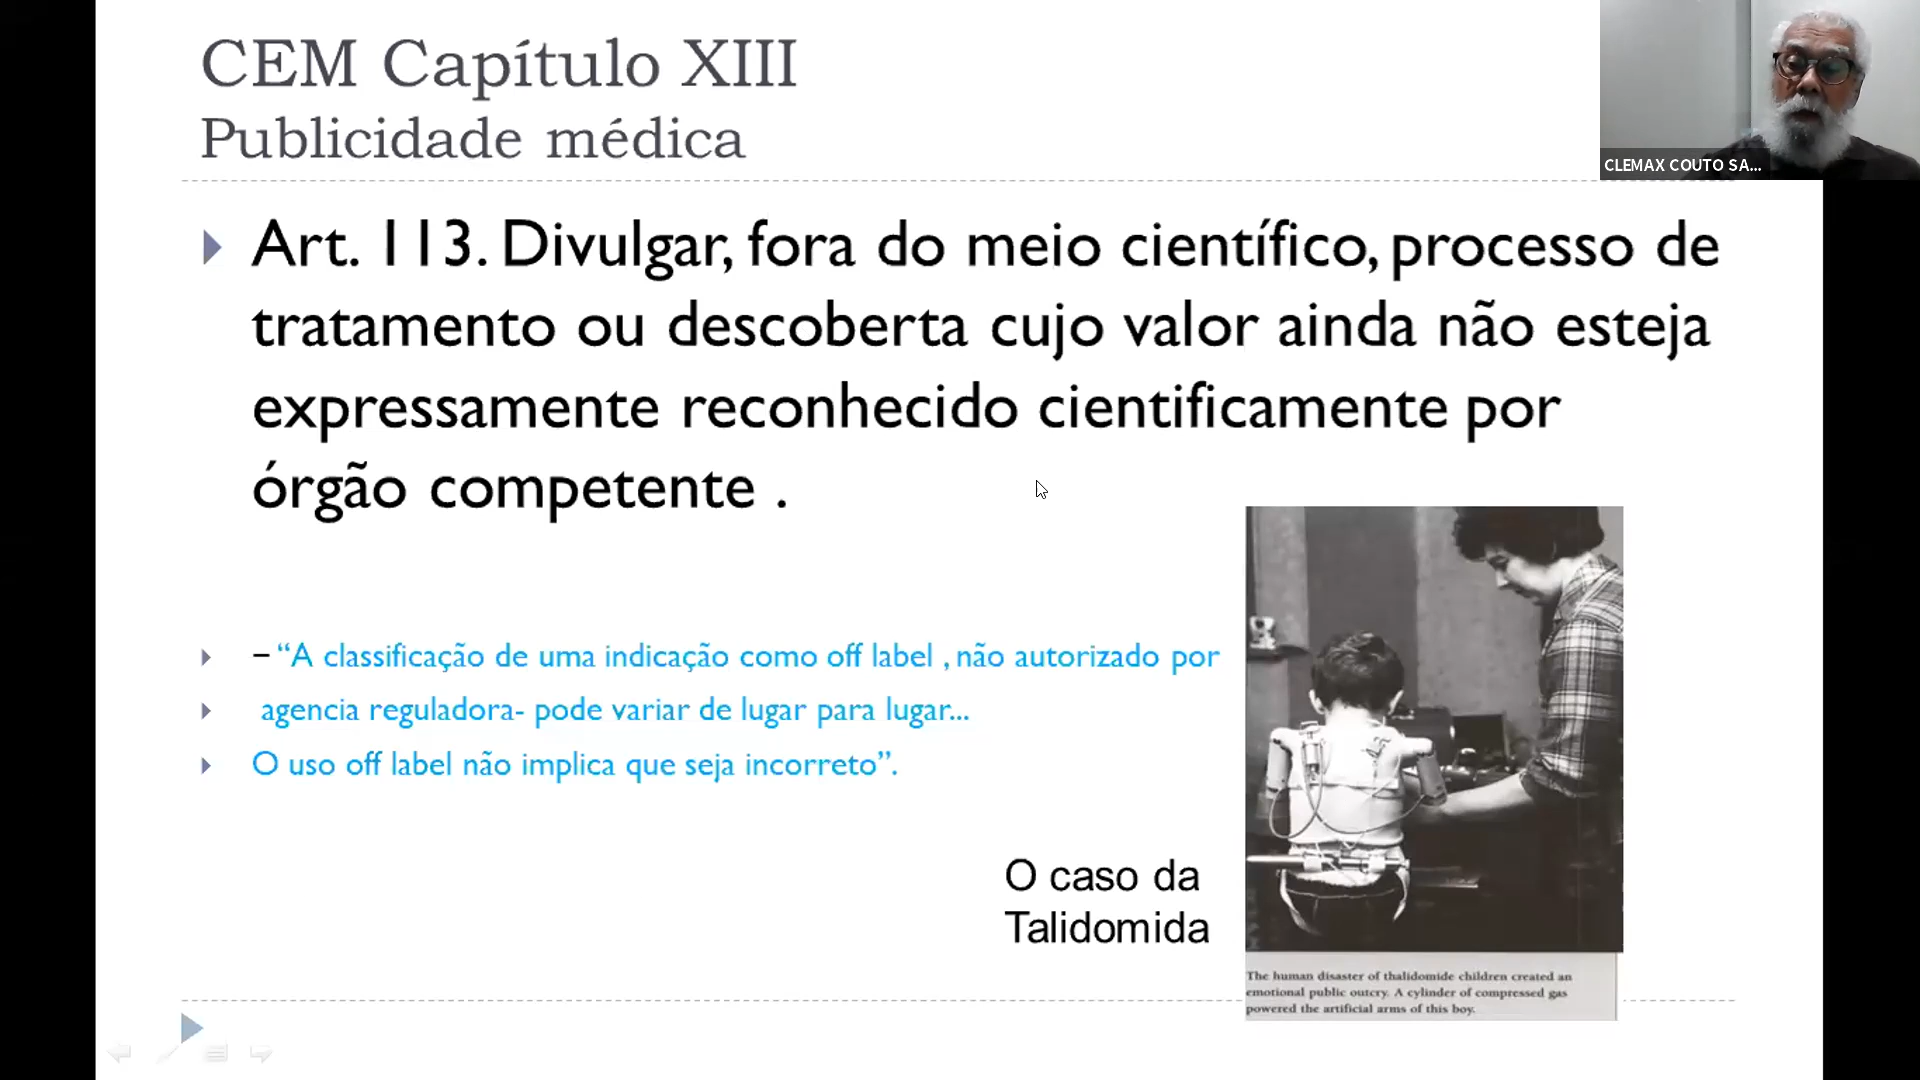 CEM Capítulo XIII
Publicidade médica
CLEMAX COUTO SA...
Art. 113. Divulgar, fora do meio científico, processo de
tratamento ou descoberta cujo valor ainda não esteja
expressamente reconhecido cientificamente por
órgão competente .
– “A classificação de uma indicação como off label , não autorizado por
agencia reguladora- pode variar de lugar para lugar...
O uso off label não implica que seja incorreto”.
O caso da
Talidomida
The human disaster of thalidomide children created an
emotional public outcry. A cylinder of compressed gas
powered the artificial arms of this boy.